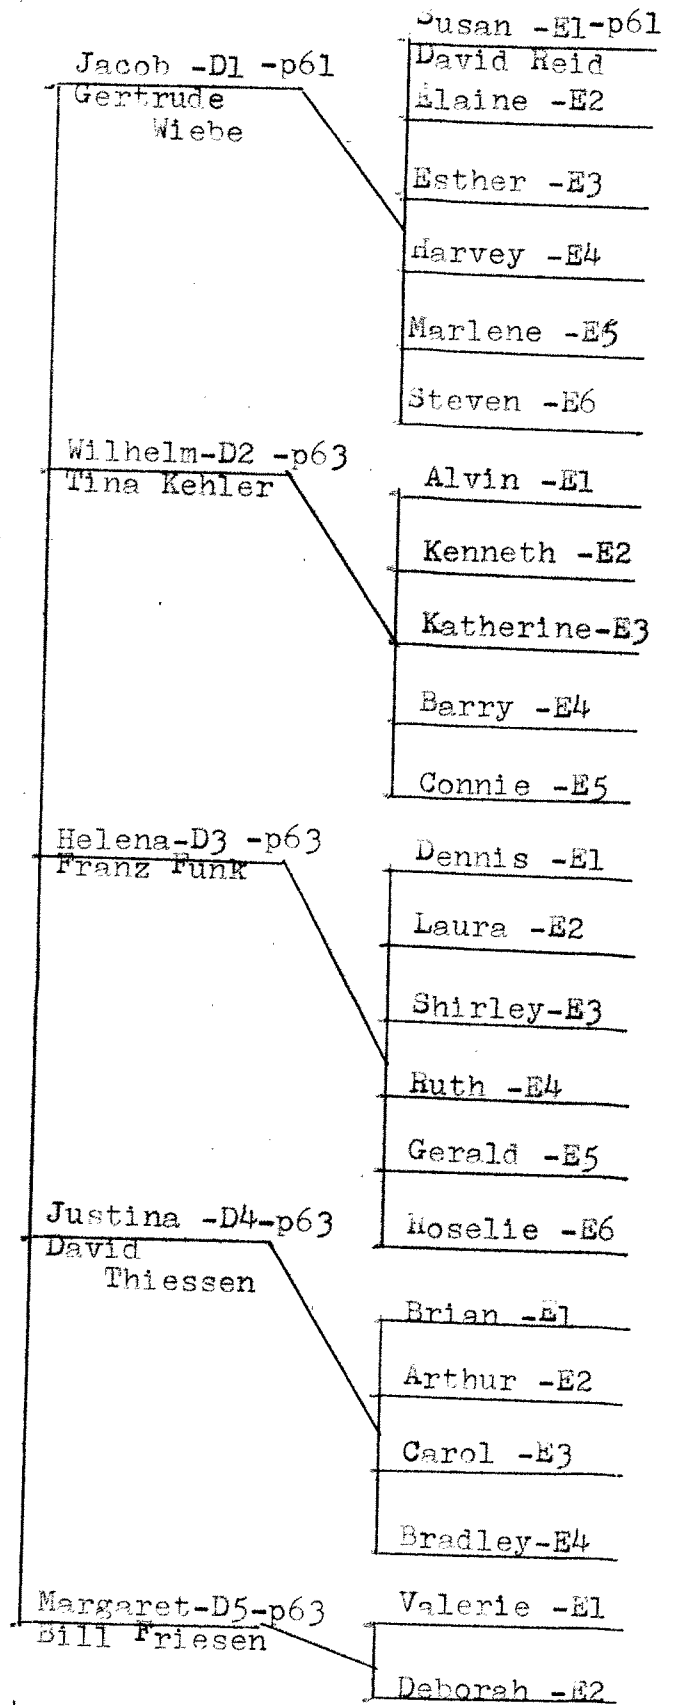 Jacob -D1 -p61
Gertrude
Wiebe
Susan -E1-p61
David Reid
Elaine -E2
Esther -E3
Harvey -E4
Marlene -E5
Steven -E6
Wilhelm-D2 -p63
Tina Kehler
Alvin -E1
Kenneth -E2
Katherine-E3
Barry -E4
Connie -E5
Helena-D3 -p63
Franz Funk
Dennis -E1
Laura -E2
Shirley-E3
Ruth -E4
Gerald -E5
Roselie -E6
Justina -D4-p63
David
Thiessen
Brian -E1
Arthur -E2
Carol -E3
Bradley-E4
Margaret-D5-p63
Bill Friesen
Valerie -E1
Deborah -E2